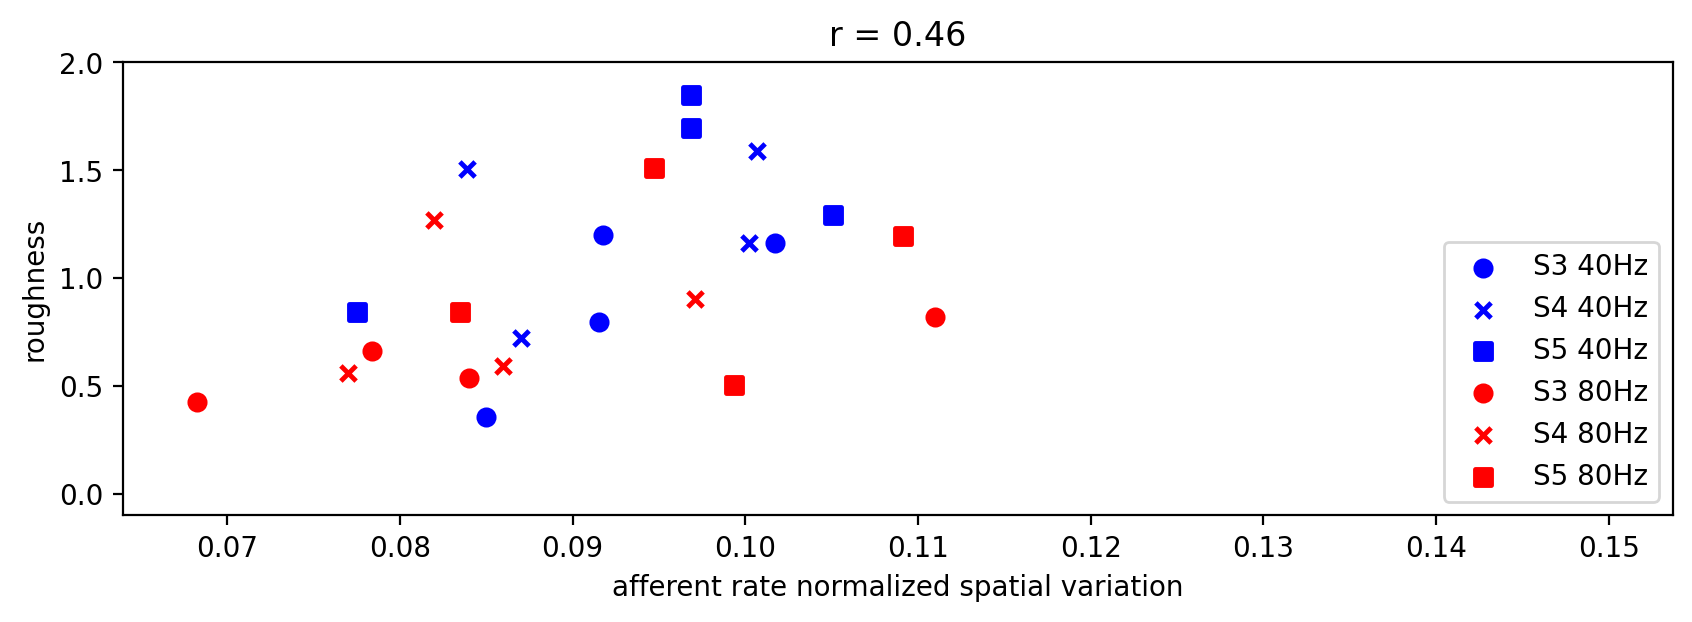 r = 0.46
2.0
1.5
1.0
0.5
0.0
roughness
S3 40Hz
S4 40Hz
S5 40Hz
S3 80Hz
S4 80Hz
S5 80Hz
0.07 0.08 0.09 0.10 0.11 0.12 0.13 0.14 0.15
afferent rate normalized spatial variation